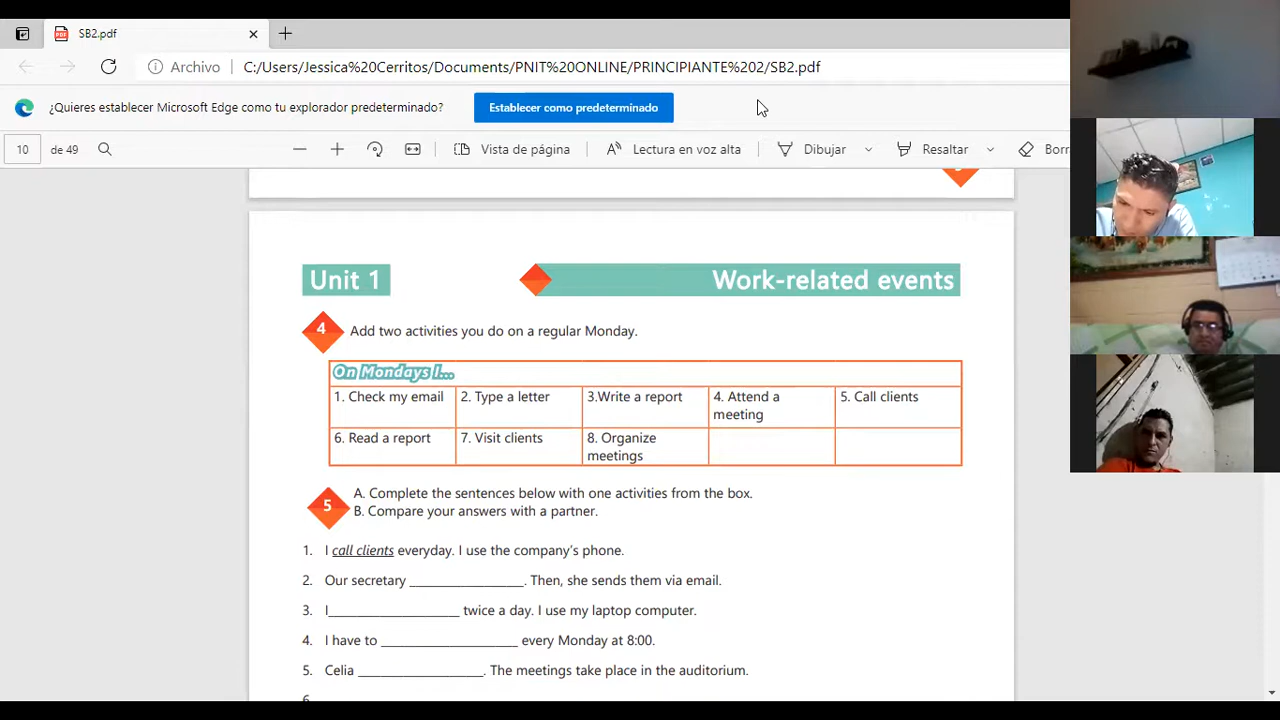 SB2.pdf
Archivo C:/Users/Jessica%20Cerritos/Documents/PNIT%20ONLINE/PRINCIPIANTE%202/SB2.pdf
¿Quieres establecer Microsoft Edge como tu explorador predeterminado? Establecer como predeterminado
10 de 49 Vista de página Lectura en voz alta Dibujar Resaltar Borr
Unit 1 Work-related events
4 Add two activities you do on a regular Monday.
On Mondays I...
1. Check my email 2. Type a letter 3.Write a report 4. Attend a meeting 5. Call clients
6. Read a report 7. Visit clients 8. Organize meetings
5 A. Complete the sentences below with one activities from the box.
B. Compare your answers with a partner.
1. I call clients everyday. I use the company's phone.
2. Our secretary ________________. Then, she sends them via email.
3. I__________________ twice a day. I use my laptop computer.
4. I have to ___________________ every Monday at 8:00.
5. Celia _________________. The meetings take place in the auditorium.